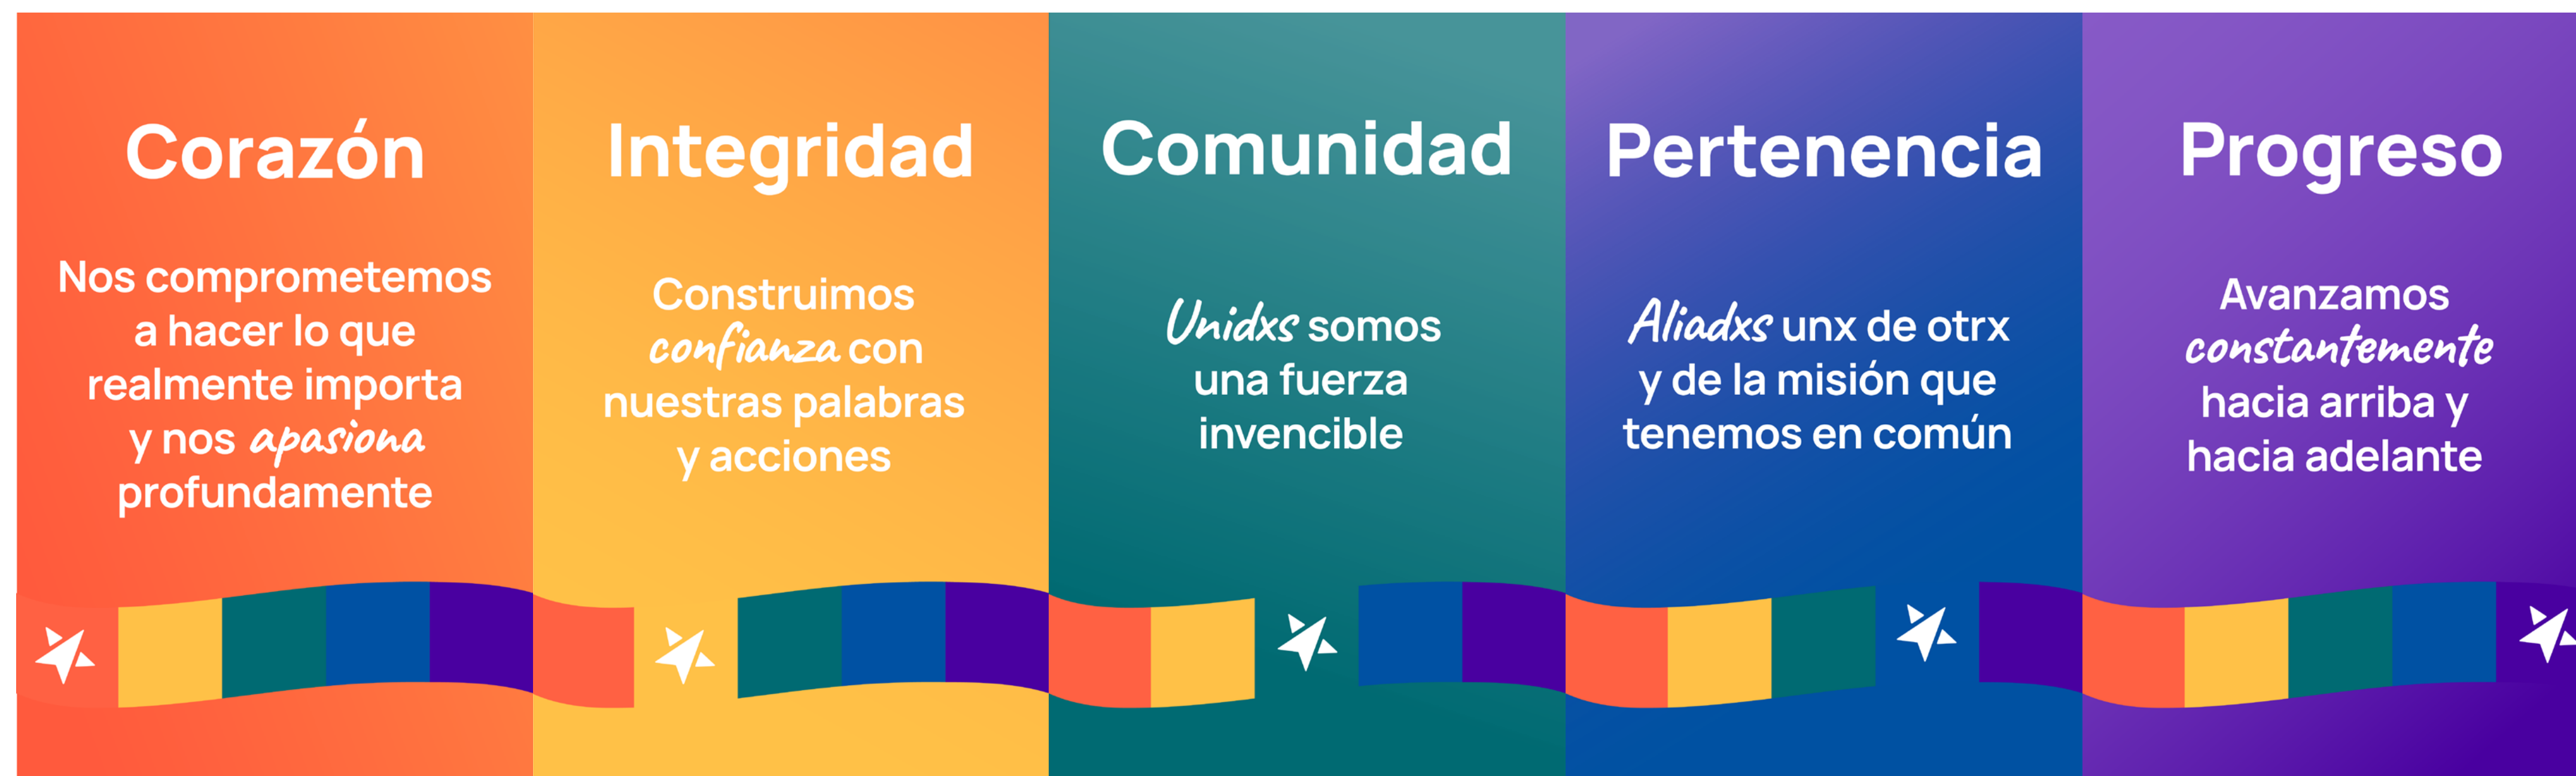 Corazón
Nos comprometemos
a hacer lo que
realmente importa
y nos apasiona
profundamente
Integridad
Construimos
confianza con
nuestras palabras
y acciones
Comunidad
Unidxs somos
una fuerza
invencible
Pertenencia
Aliadxs unx de otrx
y de la misión que
tenemos en común
Progreso
Avanzamos
constantemente
hacia arriba y
hacia adelante